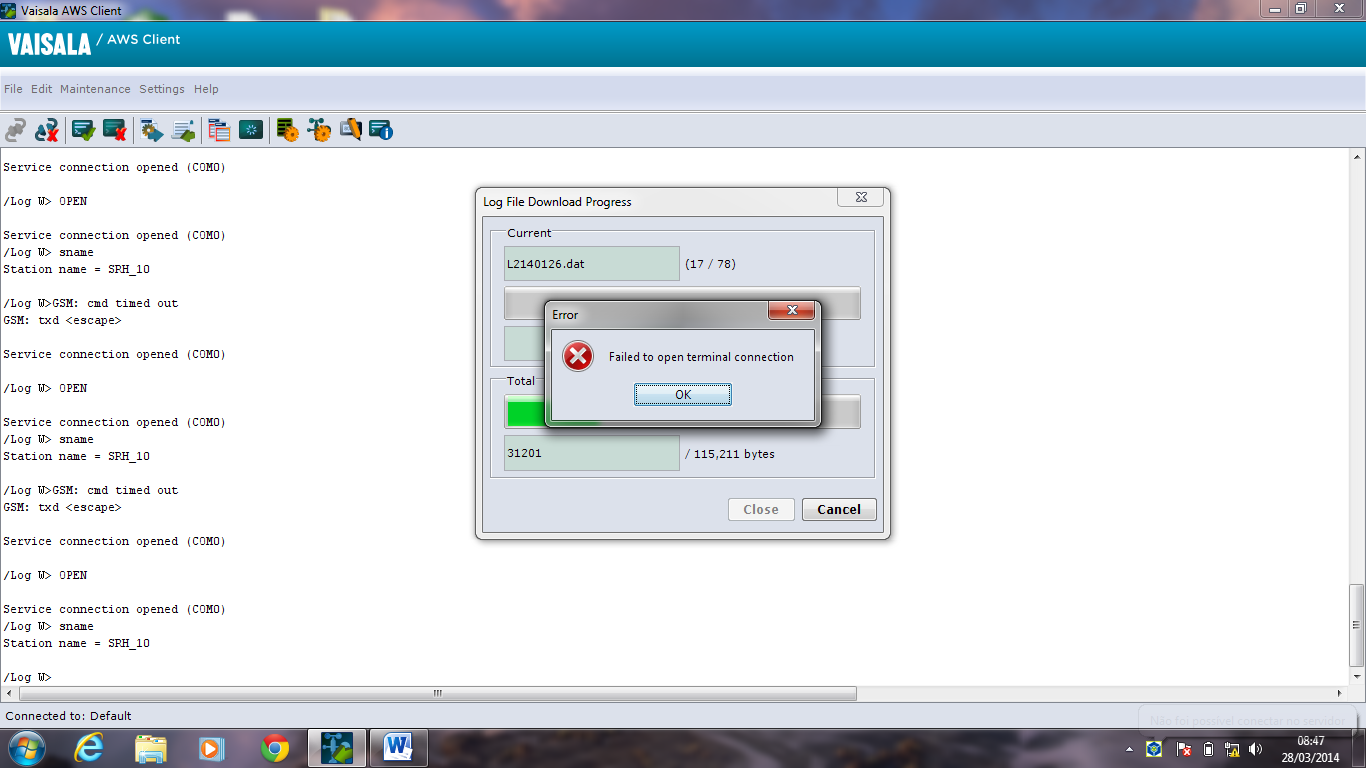 Vaisala AWS Client
VAISALA / AWS Client
File Edit Maintenance Settings Help
Service connection opened (COM0)
/Log W> OPEN
Service connection opened (COM0)
/Log W> sname
Station name = SRH_10
/Log W>GSM: cmd timed out
GSM: txd <escape>
Service connection opened (COM0)
/Log W> OPEN
Service connection opened (COM0)
/Log W> sname
Station name = SRH_10
/Log W>GSM: cmd timed out
GSM: txd <escape>
Service connection opened (COM0)
/Log W> OPEN
Service connection opened (COM0)
/Log W> sname
Station name = SRH_10
/Log W>
Log File Download Progress
Current
L2140126.dat (17 / 78)
Error
Failed to open terminal connection
OK
Total
31201 / 115,211 bytes
Close Cancel
Connected to: Default
Não foi possível conectar no servidor
08:47
28/03/2014